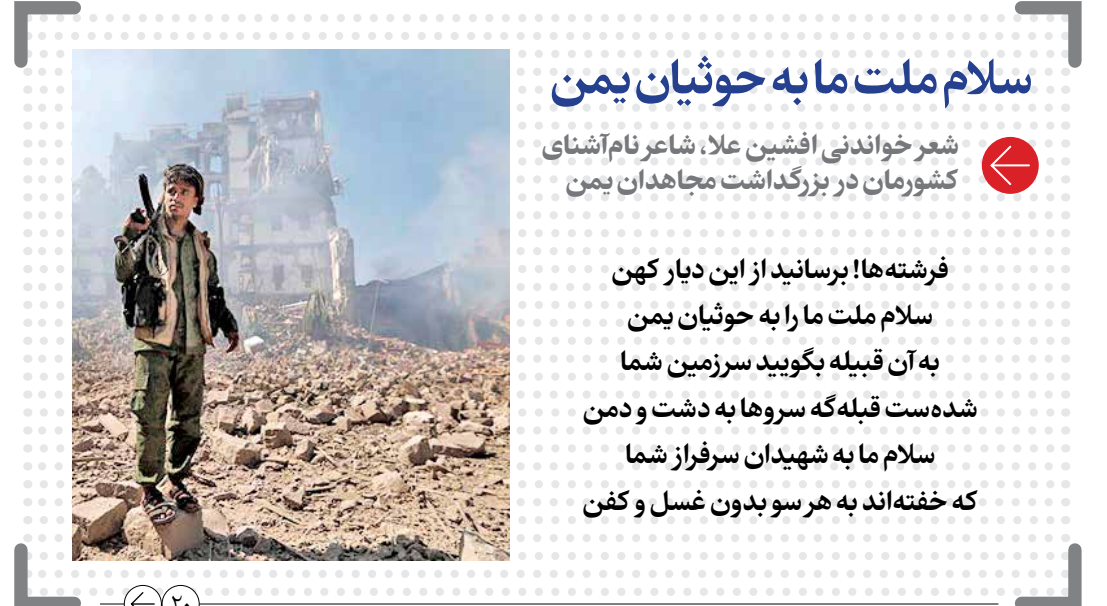 سلام ملت ما به حوثیان یمن
شعر خواندنی افشین علا، شاعر نام‌آشنای
کشورمان در بزرگداشت مجاهدان یمن
فرشته‌ها! برسانید از این دیار کهن
سلام ملت ما را به حوثیان یمن
به آن قبیله بگویید سرزمین شما
شده‌ست قبله‌گه سروها به دشت و دمن
سلام ما به شهیدان سرفراز شما
که خفته‌اند به هر سو بدون غسل و کفن
۲۰